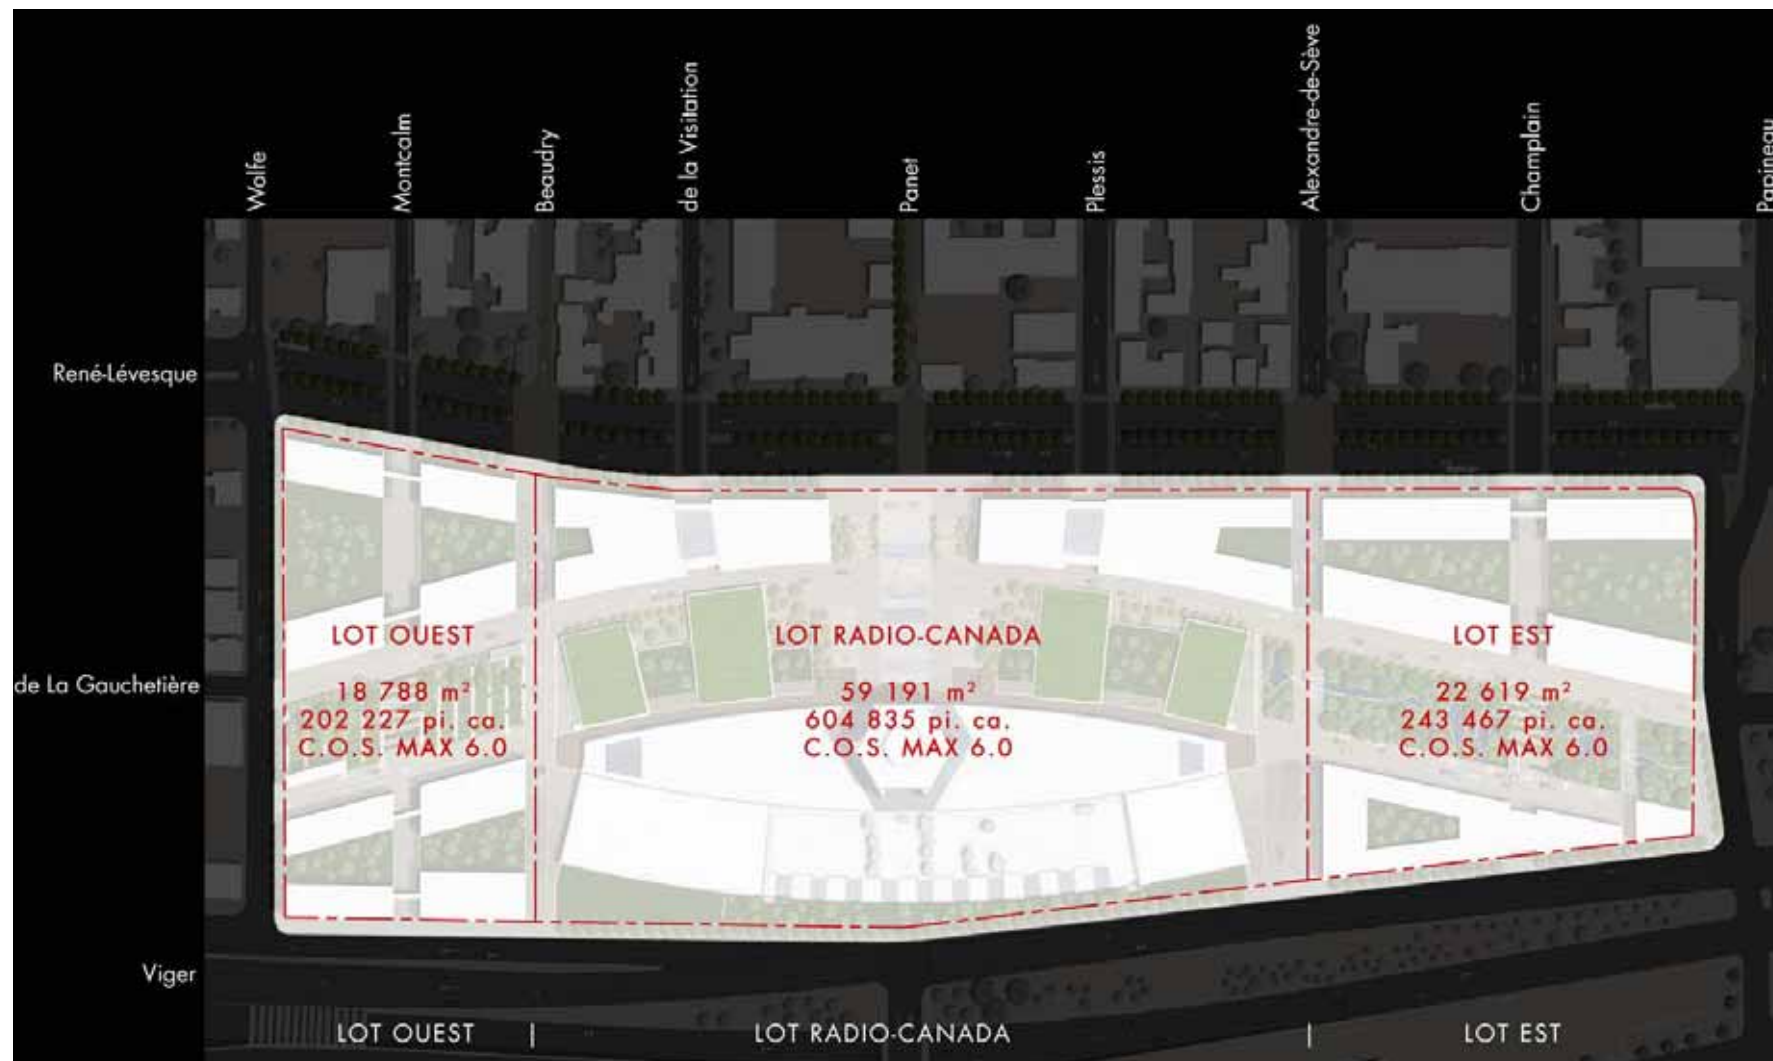 Wolfe
Montcalm
Beaudry
de la Visitation
Panet
Plessis
Alexandre-de-Sève
Champlain
Papineau
René-Lévesque
de La Gauchetière
Viger
LOT OUEST
18 788 m²
202 227 pi. ca.
C.O.S. MAX 6.0
LOT RADIO-CANADA
59 191 m²
604 835 pi. ca.
C.O.S. MAX 6.0
LOT EST
22 619 m²
243 467 pi. ca.
C.O.S. MAX 6.0
LOT OUEST | LOT RADIO-CANADA | LOT EST